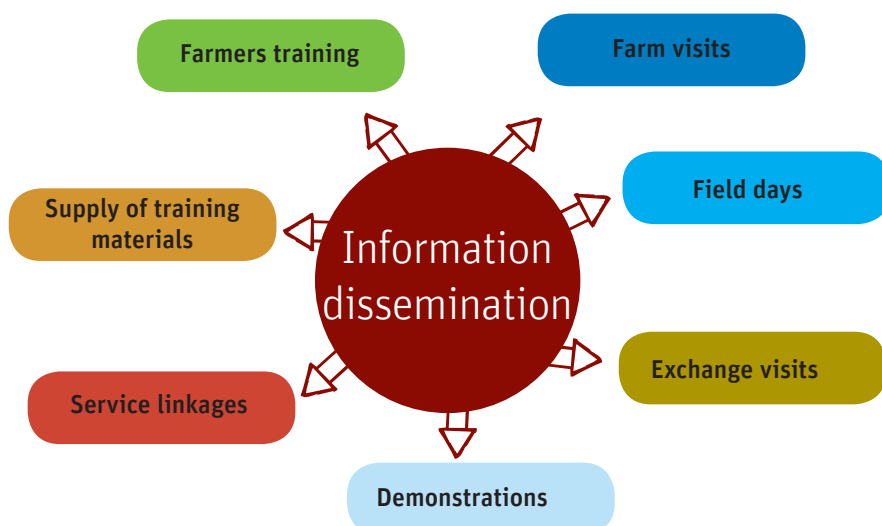 Farmers training
Farm visits
Supply of training
materials
Field days
Information
dissemination
Service linkages
Exchange visits
Demonstrations